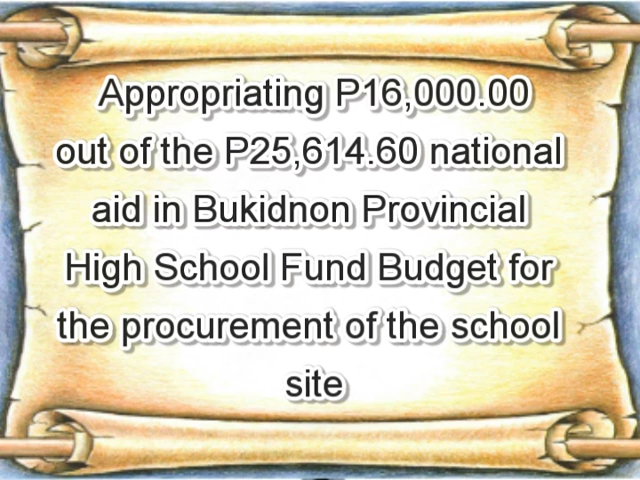 Appropriating P16,000.00
out of the P25,614.60 national
aid in Bukidnon Provincial
High School Fund Budget for
the procurement of the school
site